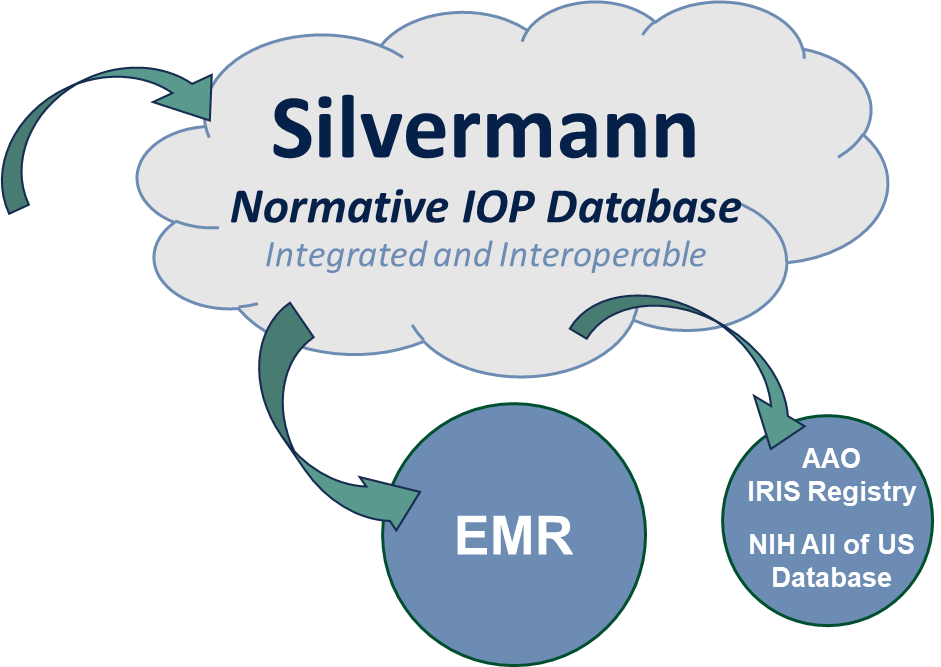 Silvermann
Normative IOP Database
Integrated and Interoperable
EMR
AAO
IRIS Registry
NIH All of US
Database